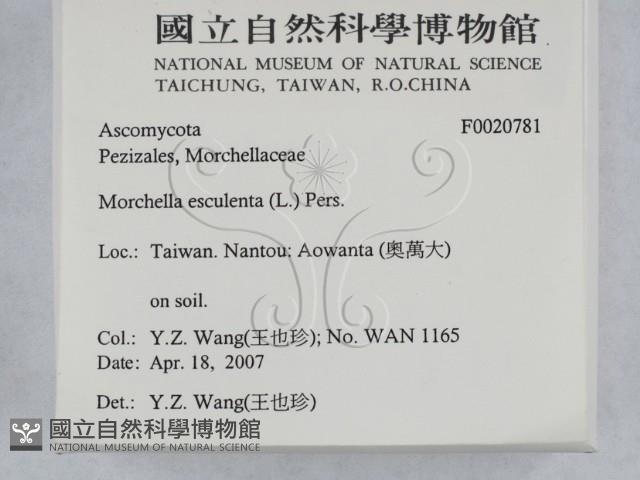 國立自然科學博物館
NATIONAL MUSEUM OF NATURAL SCIENCE
TAICHUNG, TAIWAN, R.O.CHINA
Ascomycota F0020781
Pezizales, Morchellaceae
Morchella esculenta (L.) Pers.
Loc.: Taiwan. Nantou: Aowanta (奧萬大)
on soil.
Col.: Y.Z. Wang(王也珍); No. WAN 1165
Date: Apr. 18, 2007
Det.: Y.Z. Wang(王也珍)
國立自然科學博物館
NATIONAL MUSEUM OF NATURAL SCIENCE